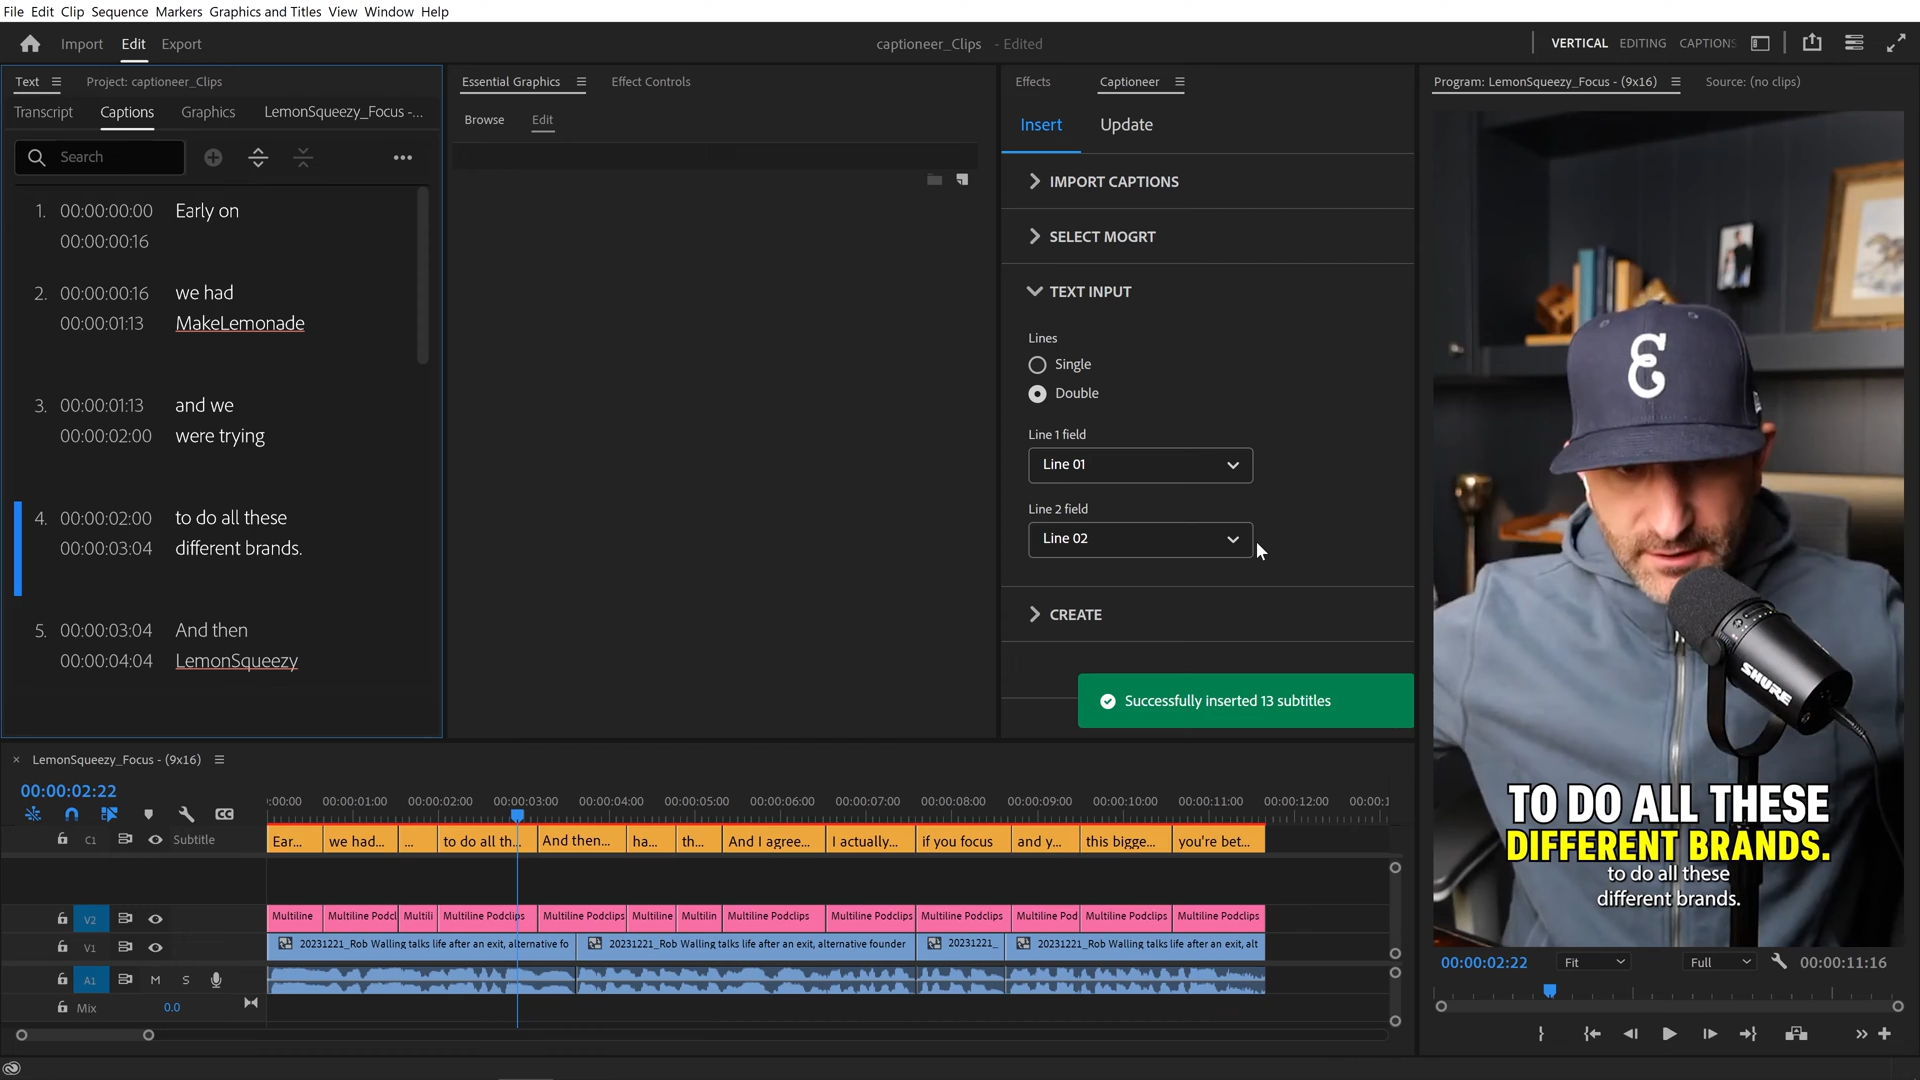 File Edit Clip Sequence Markers Graphics and Titles View Window Help
Import Edit Export
captioneer_Clips - Edited
VERTICAL EDITING CAPTIONS
Text Project: captioneer_Clips
Transcript Captions Graphics LemonSqueezy_Focus -...
Search
1. 00:00:00:00 Early on
00:00:00:16
2. 00:00:00:16 we had
00:00:01:13 MakeLemonade
3. 00:00:01:13 and we
00:00:02:00 were trying
4. 00:00:02:00 to do all these
00:00:03:04 different brands.
5. 00:00:03:04 And then
00:00:04:04 LemonSqueezy
Essential Graphics Effect Controls
Browse Edit
Effects Captioneer
Insert Update
IMPORT CAPTIONS
SELECT MOGRT
TEXT INPUT
Lines
Single
Double
Line 1 field
Line 01
Line 2 field
Line 02
CREATE
Successfully inserted 13 subtitles
Program: LemonSqueezy_Focus - (9x16) Source: (no clips)
SHURE
TO DO ALL THESE
DIFFERENT BRANDS.
to do all these
different brands.
00:00:02:22 Fit Full 00:00:11:16
× LemonSqueezy_Focus - (9x16)
00:00:02:22
:00:00 00:00:01:00 00:00:02:00 00:00:03:00 00:00:04:00 00:00:05:00 00:00:06:00 00:00:07:00 00:00:08:00 00:00:09:00 00:00:10:00 00:00:11:00 00:00:12:00 00:00:1
C1 Subtitle Ear... we had... ... to do all th... And then... ha... th... And I agree... I actually... if you focus and y... this bigge... you're bet...
V2 Multiline Multiline Podcl Multili Multiline Podclips Multiline Podclips Multiline Multilin Multiline Podclips Multiline Podclips Multiline Podclips Multiline Pod Multiline Podclips Multiline Podclips
V1 20231221_Rob Walling talks life after an exit, alternative fo 20231221_Rob Walling talks life after an exit, alternative founder 20231221_ 20231221_Rob Walling talks life after an exit, alt
A1 M S
Mix 0.0